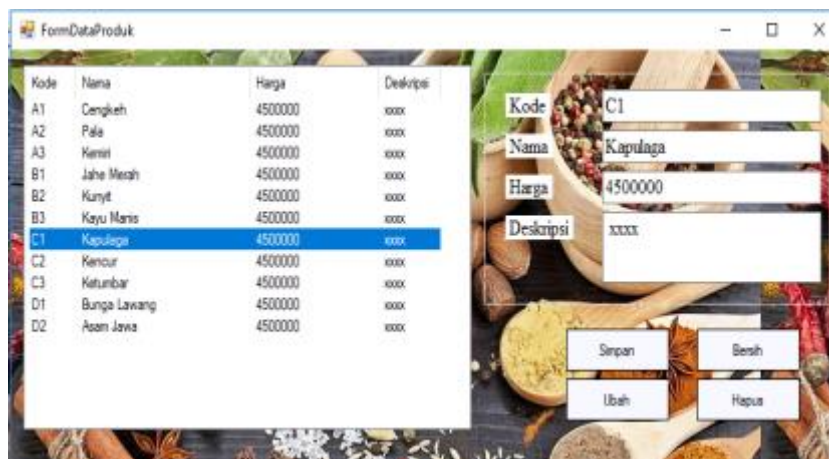 FormDataProduk
Kode Nama Harga Deskripsi
A1 Cengkeh 4500000 xxxx
A2 Pala 4500000 xxxx
A3 Kemiri 4500000 xxxx
B1 Jahe Merah 4500000 xxxx
B2 Kunyit 4500000 xxxx
B3 Kayu Manis 4500000 xxxx
C1 Kapulaga 4500000 xxxx
C2 Kencur 4500000 xxxx
C3 Ketumbar 4500000 xxxx
D1 Bunga Lawang 4500000 xxxx
D2 Asam Jawa 4500000 xxxx
Kode C1
Nama Kapulaga
Harga 4500000
Deskripsi xxxx
Simpan Bersih
Ubah Hapus